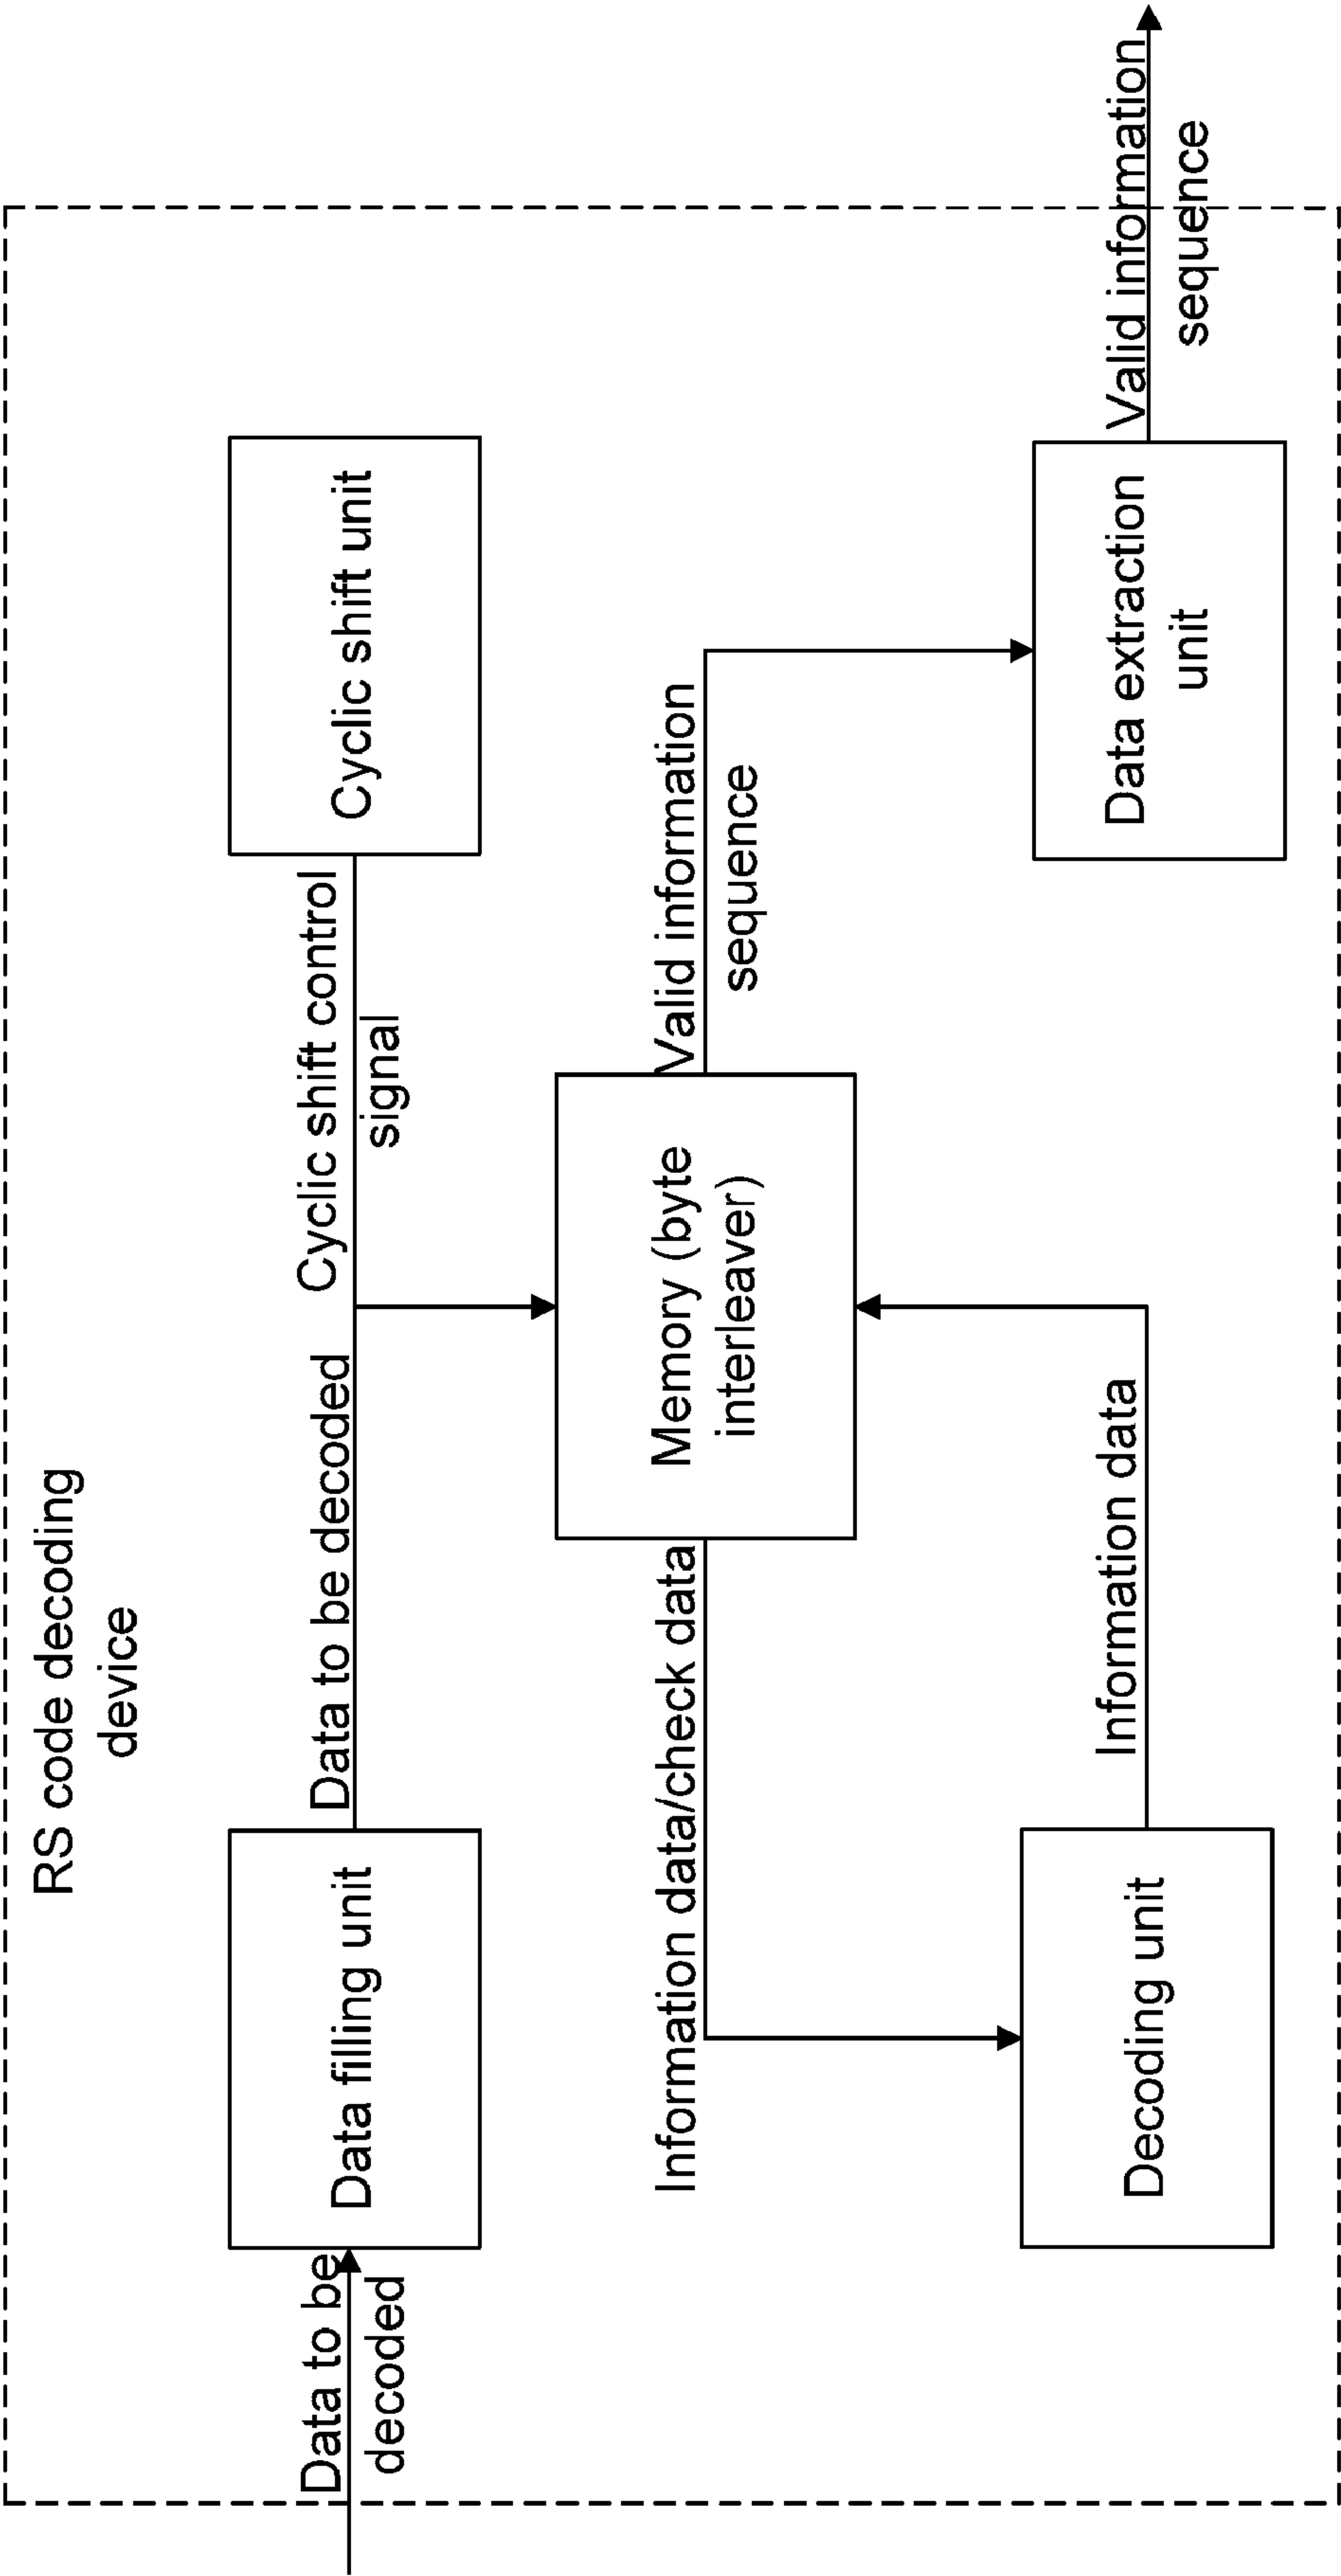 RS code decoding
device
Data to be
decoded
Data filling unit
Data to be decoded
Cyclic shift control
signal
Cyclic shift unit
Information data/check data
Memory (byte
interleaver)
Valid information
sequence
Decoding unit
Information data
Data extraction
unit
Valid information
sequence